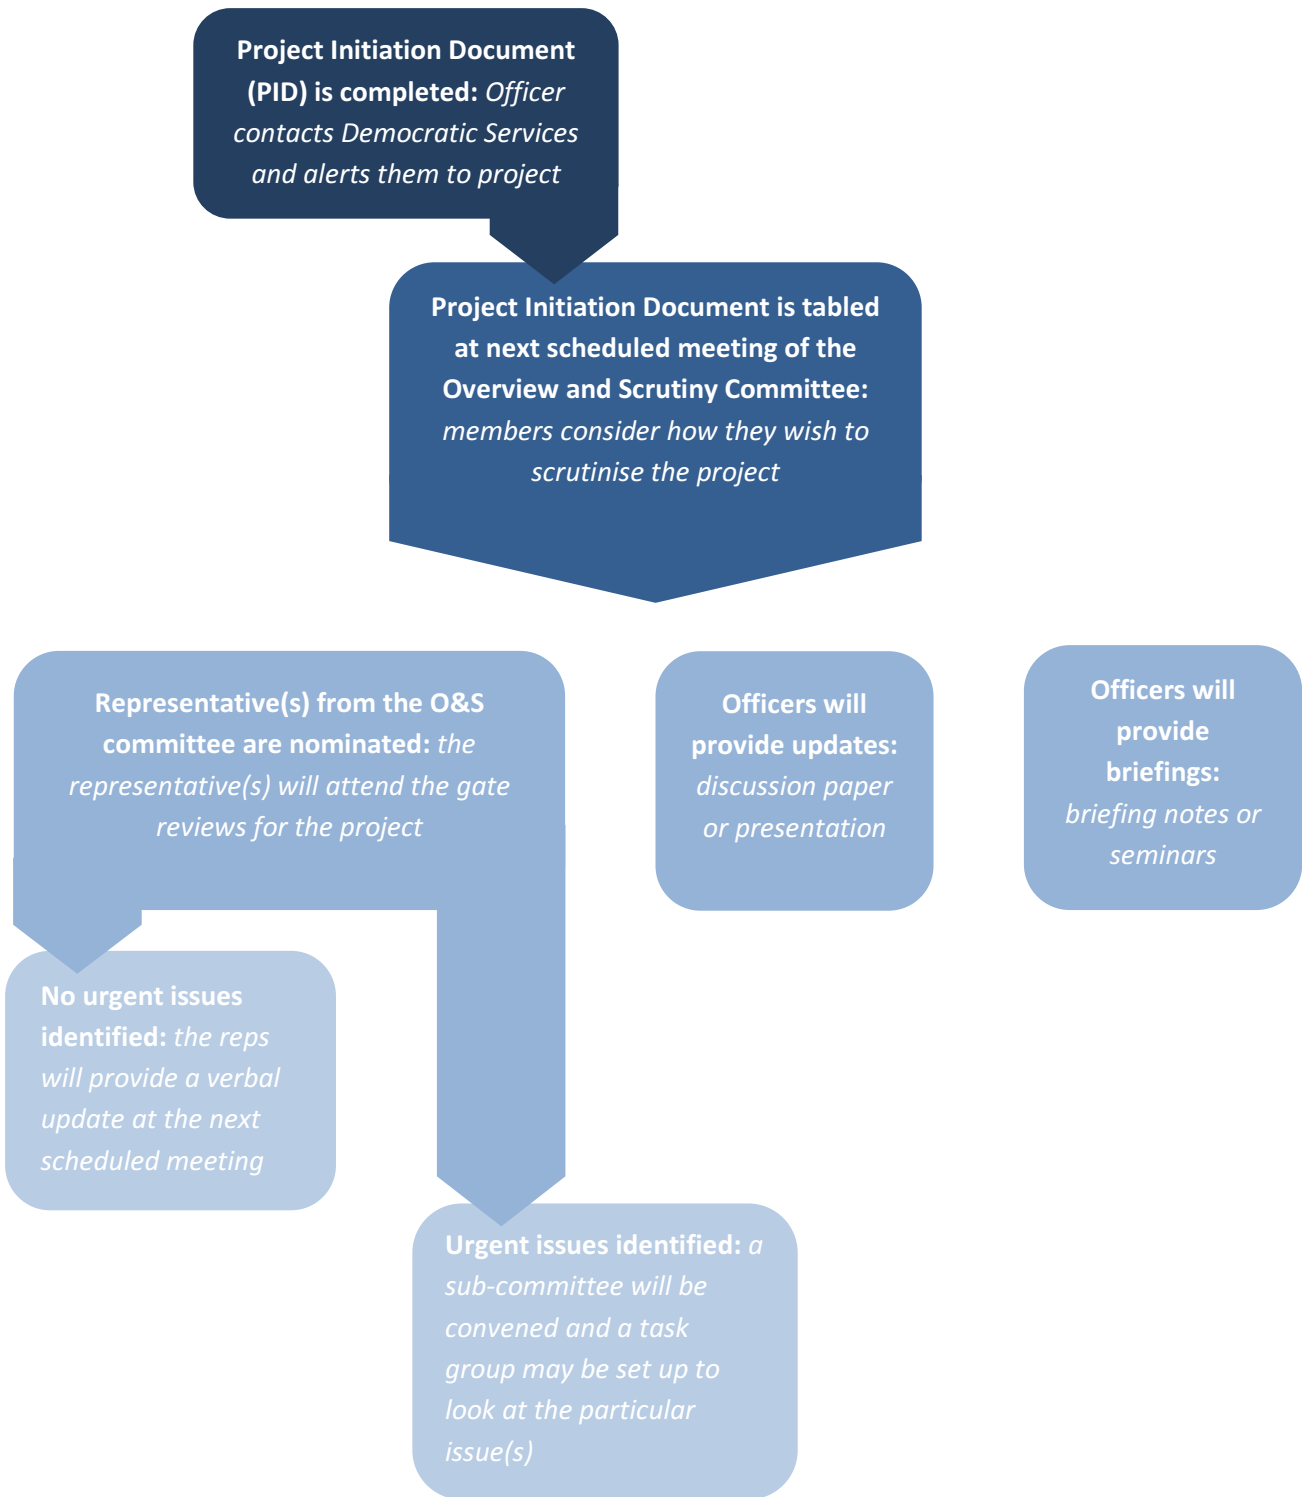 Project Initiation Document
(PID) is completed: Officer
contacts Democratic Services
and alerts them to project
Project Initiation Document is tabled
at next scheduled meeting of the
Overview and Scrutiny Committee:
members consider how they wish to
scrutinise the project
Representative(s) from the O&S
committee are nominated: the
representative(s) will attend the gate
reviews for the project
Officers will
provide updates:
discussion paper
or presentation
Officers will
provide
briefings:
briefing notes or
seminars
No urgent issues
identified: the reps
will provide a verbal
update at the next
scheduled meeting
Urgent issues identified: a
sub-committee will be
convened and a task
group may be set up to
look at the particular
issue(s)